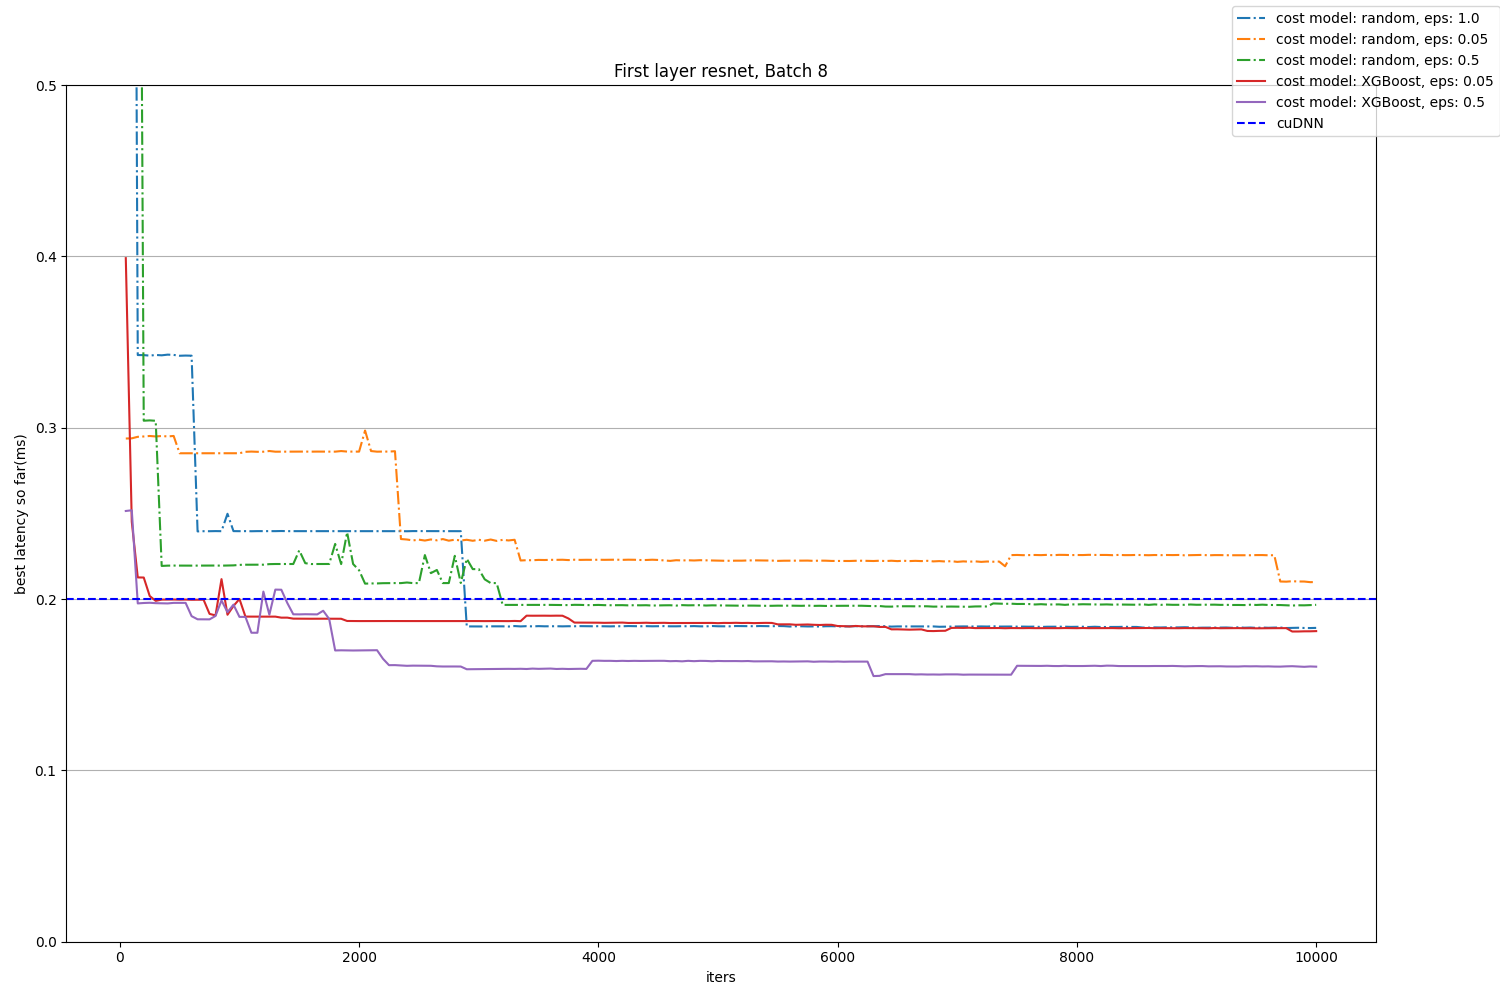 cost model: random, eps: 1.0
cost model: random, eps: 0.05
cost model: random, eps: 0.5
cost model: XGBoost, eps: 0.05
cost model: XGBoost, eps: 0.5
cuDNN
First layer resnet, Batch 8
0.5
0.4
0.3
0.2
0.1
0.0
best latency so far(ms)
0 2000 4000 6000 8000 10000
iters